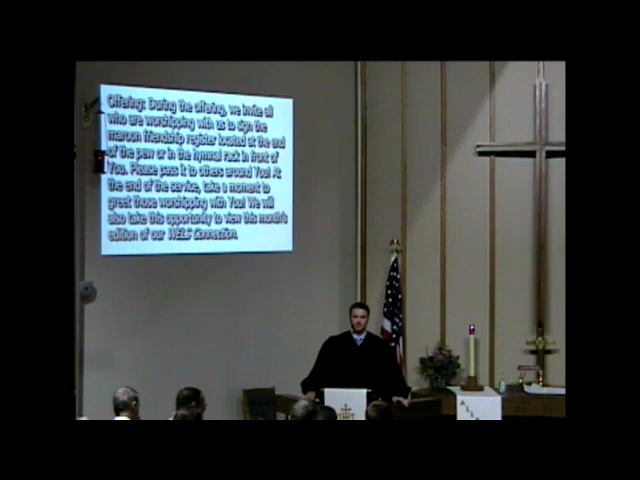 Offering: During the offering, we invite all
who are worshipping with us to sign the
maroon friendship register located at the end
of the pew or in the hymnal rack in front of
You. Please pass it to others around You! At
the end of the service, take a moment to
greet those worshipping with You! We will
also take this opportunity to view this month's
edition of our WELS Connection.